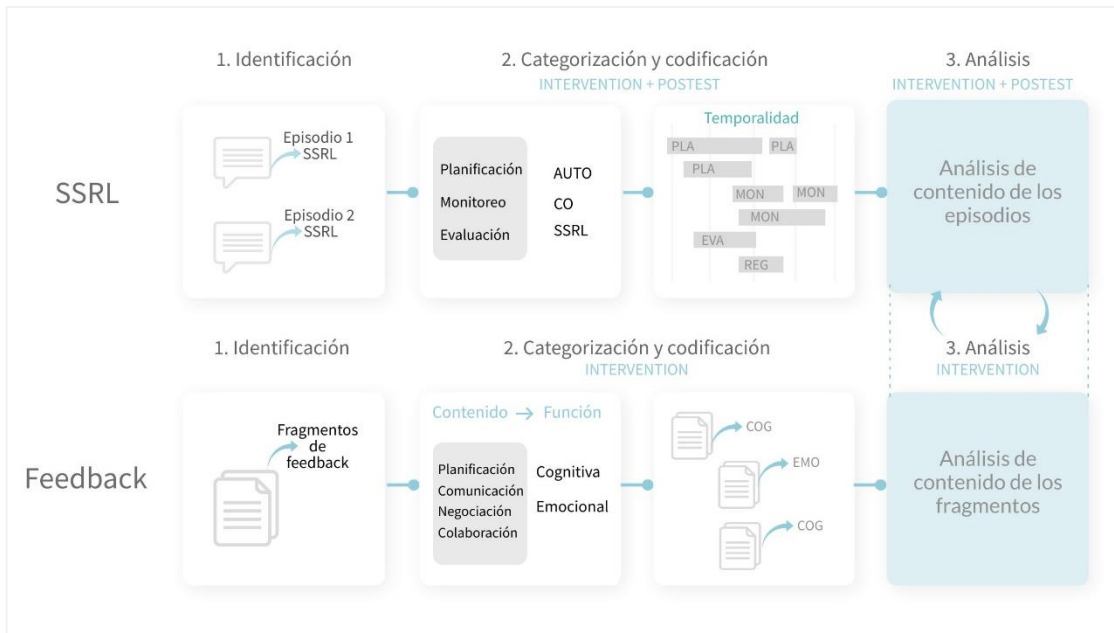 1. Identificación
2. Categorización y codificación
INTERVENTION + POSTEST
3. Análisis
INTERVENTION + POSTEST
SSRL
Episodio 1
SSRL
Episodio 2
SSRL
Planificación
Monitoreo
Evaluación
AUTO
CO
SSRL
Temporalidad
PLA
PLA
PLA
MON
MON
MON
EVA
REG
Análisis de
contenido de los
episodios
1. Identificación
2. Categorización y codificación
INTERVENTION
3. Análisis
INTERVENTION
Feedback
Fragmentos
de
feedback
Contenido → Función
Planificación
Comunicación
Negociación
Colaboración
Cognitiva
Emocional
COG
EMO
COG
Análisis de
contenido de los
fragmentos